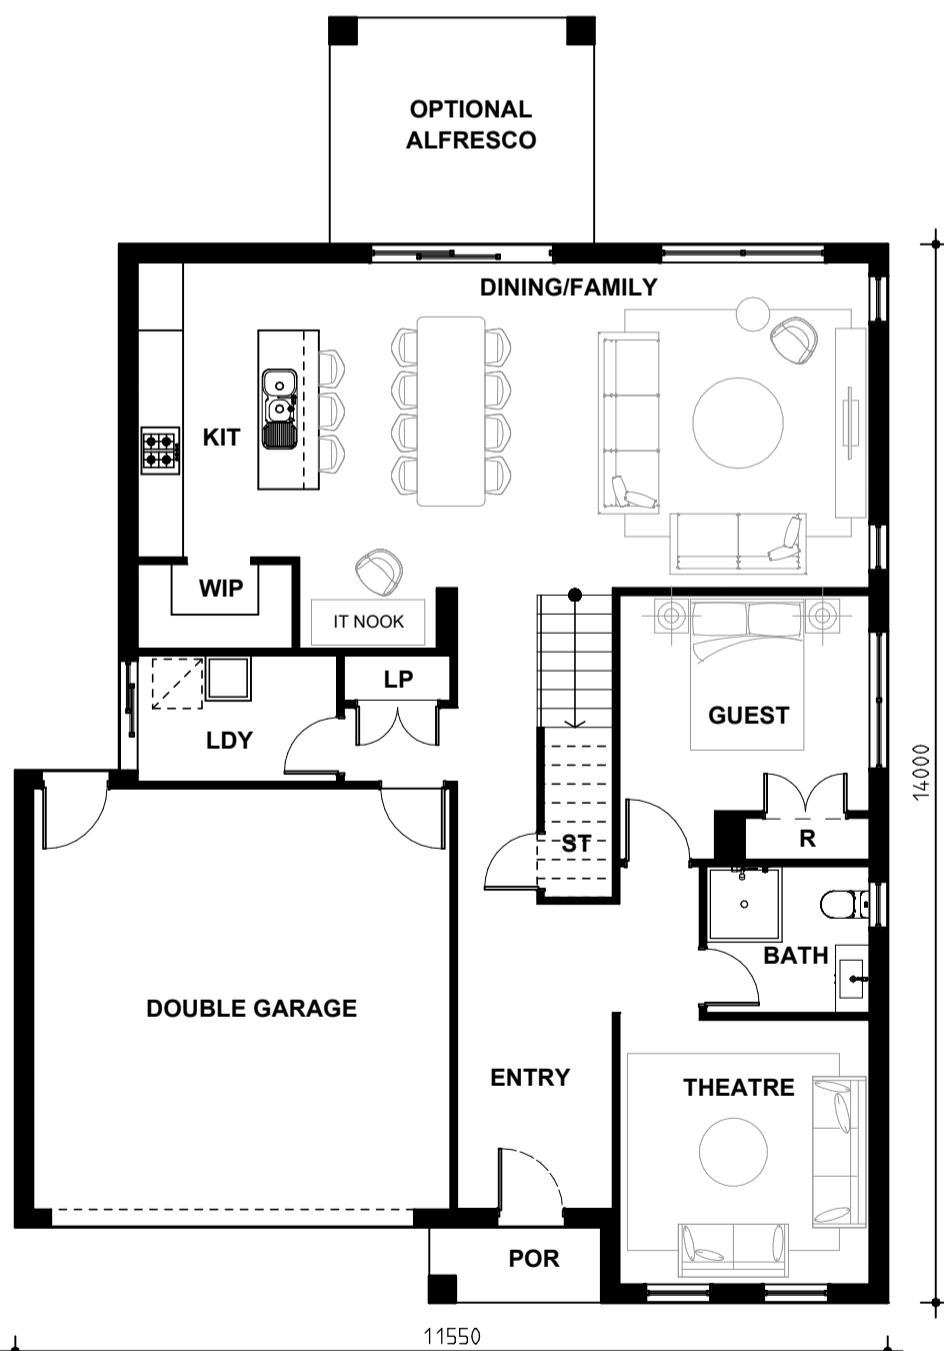 OPTIONAL
ALFRESCO
DINING/FAMILY
KIT
WIP
IT NOOK
LP
LDY
GUEST
14000
R
ST
BATH
DOUBLE GARAGE
ENTRY
THEATRE
POR
11550